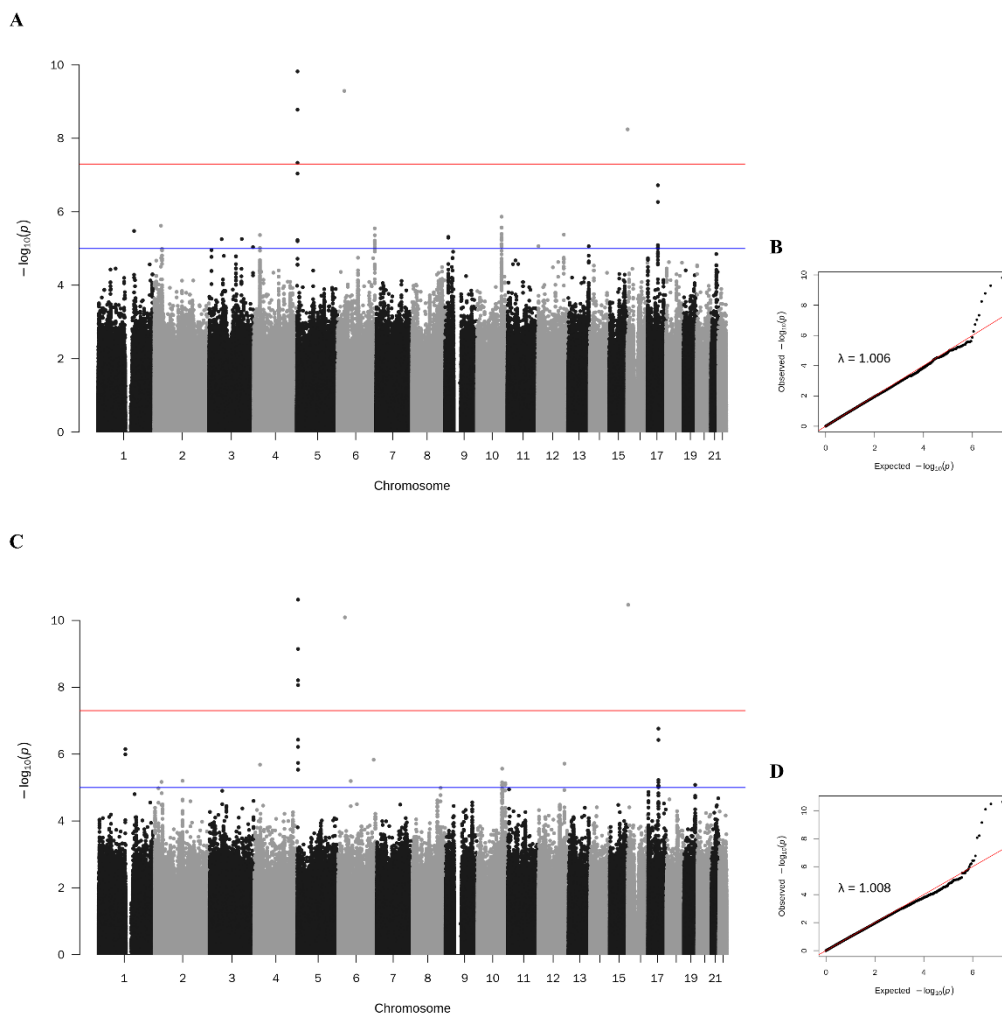 A
10
8
6
4
2
0
− log10(p)
1 2 3 4 5 6 7 8 9 10 11 12 13 15 17 19 21
Chromosome
B
10
8
6
4
2
0
Observed −log10(p)
λ = 1.006
0 2 4 6
Expected −log10(p)
C
10
8
6
4
2
0
− log10(p)
1 2 3 4 5 6 7 8 9 10 11 12 13 15 17 19 21
Chromosome
D
10
8
6
4
2
0
Observed −log10(p)
λ = 1.008
0 2 4 6
Expected −log10(p)